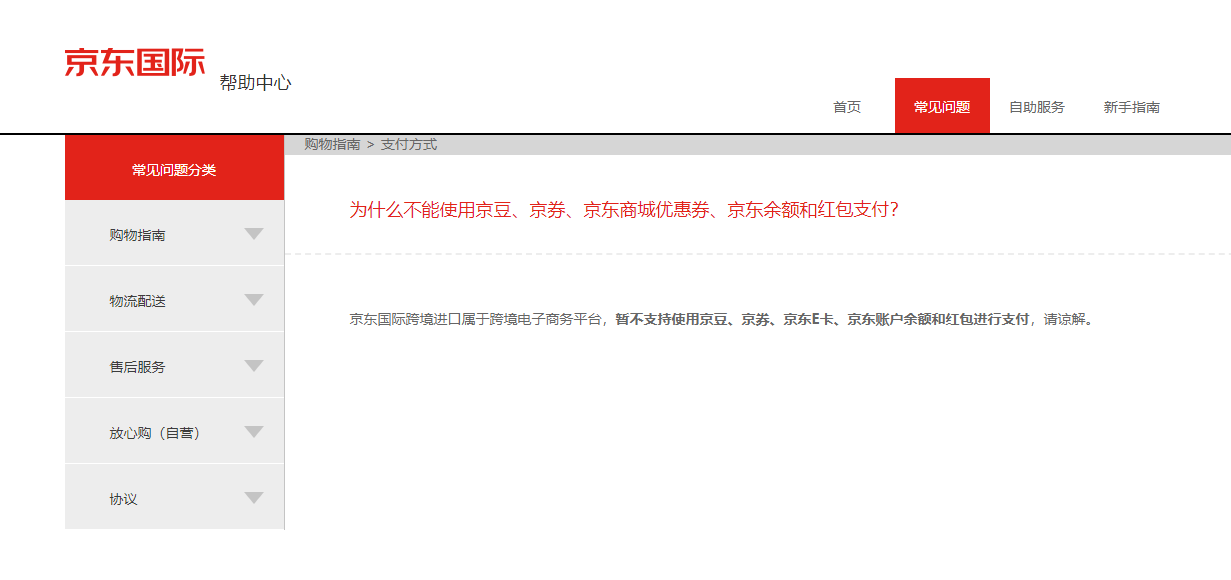 京东国际 帮助中心
首页 常见问题 自助服务 新手指南
常见问题分类
购物指南 > 支付方式
为什么不能使用京豆、京券、京东商城优惠券、京东余额和红包支付？
购物指南
物流配送
京东国际跨境进口属于跨境电子商务平台，暂不支持使用京豆、京券、京东E卡、京东账户余额和红包进行支付，请谅解。
售后服务
放心购（自营）
协议